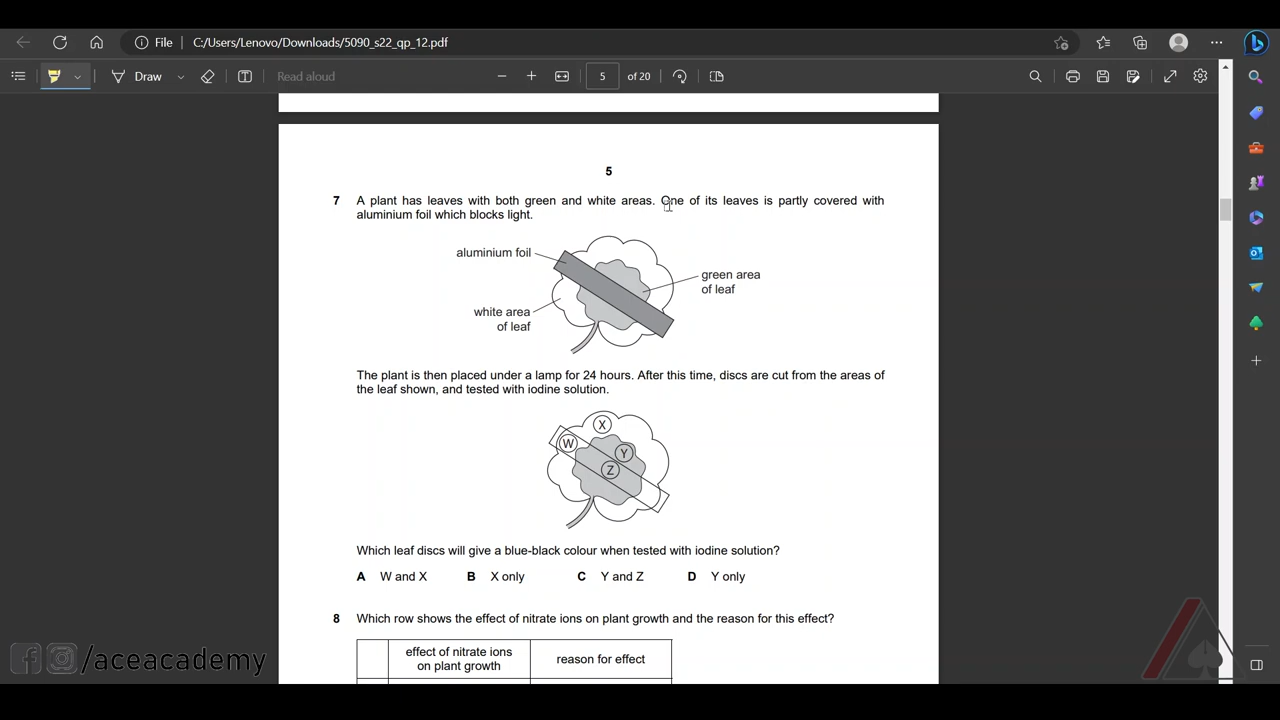 File
C:/Users/Lenovo/Downloads/5090_s22_qp_12.pdf
Draw
Read aloud
5
of 20
5
7 A plant has leaves with both green and white areas. One of its leaves is partly covered with
aluminium foil which blocks light.
aluminium foil
green area
of leaf
white area
of leaf
The plant is then placed under a lamp for 24 hours. After this time, discs are cut from the areas of
the leaf shown, and tested with iodine solution.
X
W
Y
Z
Which leaf discs will give a blue-black colour when tested with iodine solution?
A W and X B X only C Y and Z D Y only
8 Which row shows the effect of nitrate ions on plant growth and the reason for this effect?
effect of nitrate ions
on plant growth
reason for effect
/aceacademy